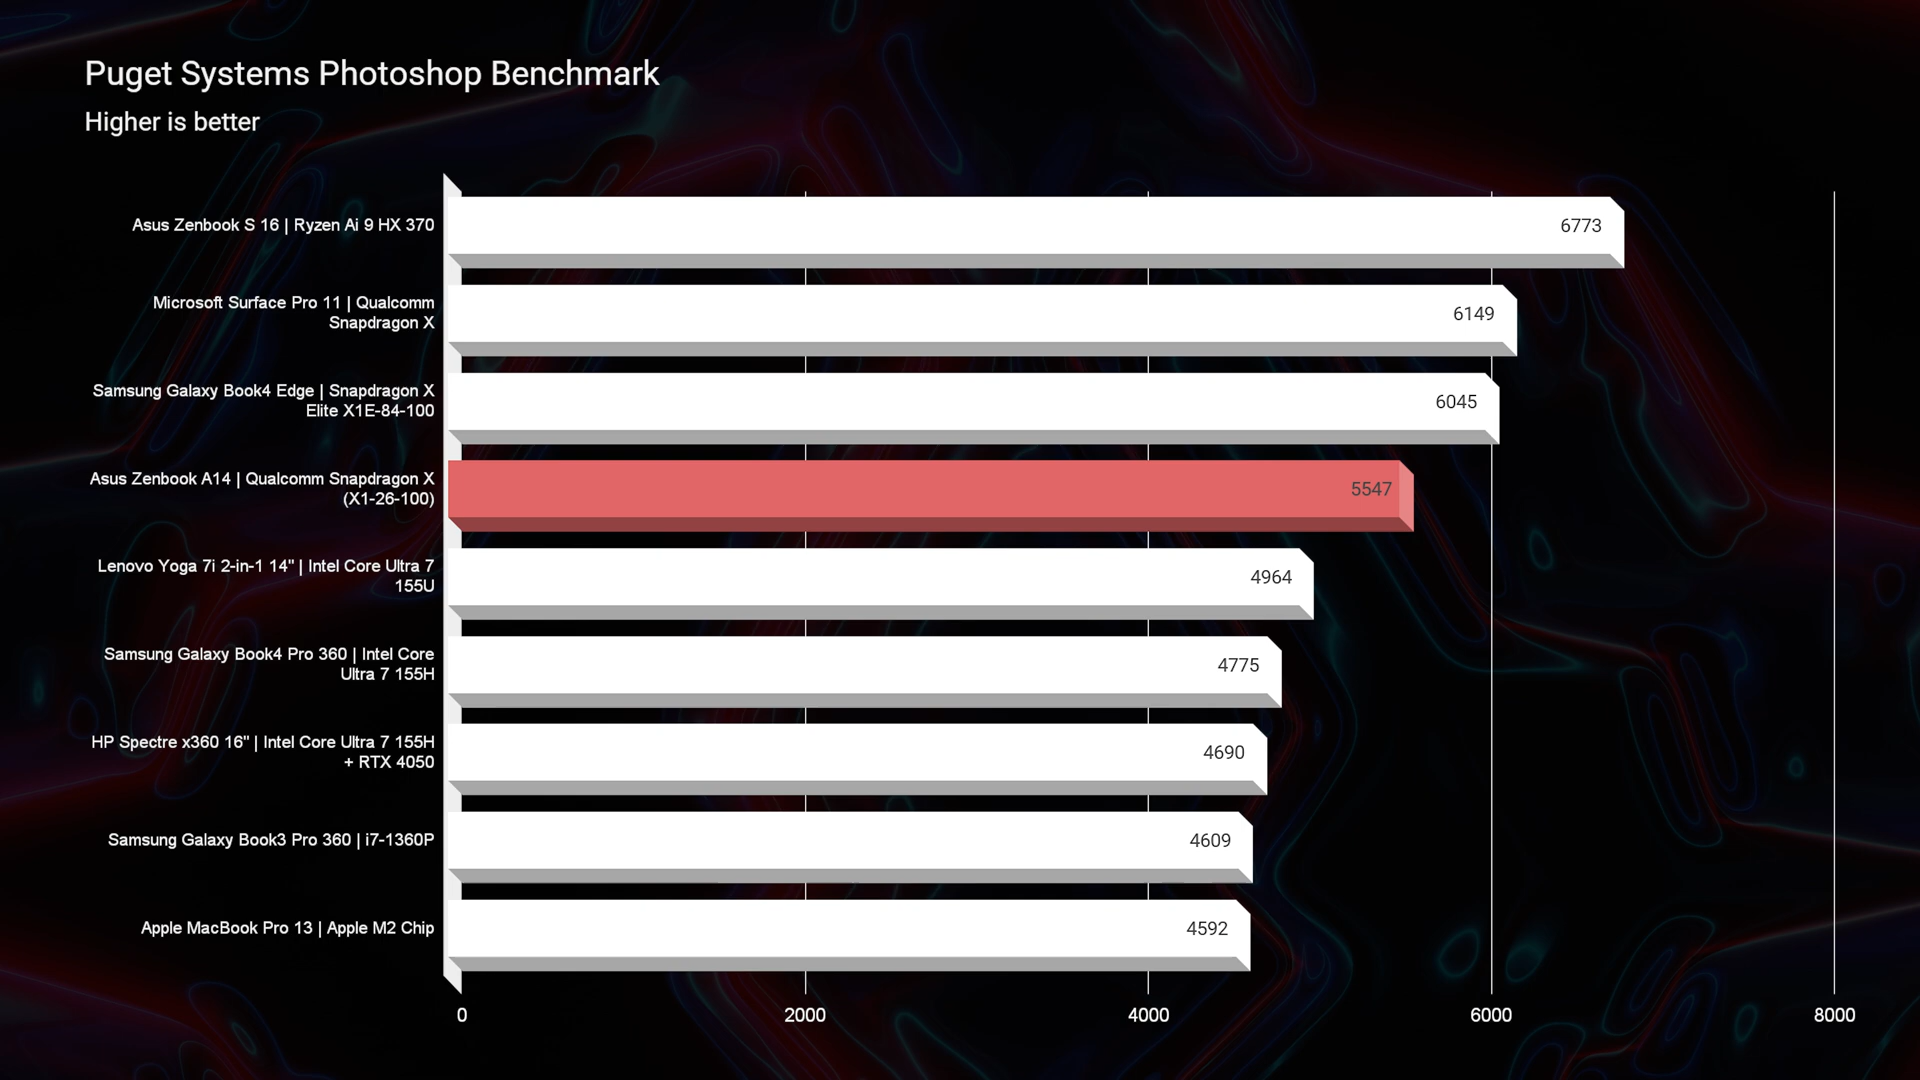 Puget Systems Photoshop Benchmark
Higher is better
Asus Zenbook S 16 | Ryzen Ai 9 HX 370
6773
Microsoft Surface Pro 11 | Qualcomm
Snapdragon X
6149
Samsung Galaxy Book4 Edge | Snapdragon X
Elite X1E-84-100
6045
Asus Zenbook A14 | Qualcomm Snapdragon X
(X1-26-100)
5547
Lenovo Yoga 7i 2-in-1 14" | Intel Core Ultra 7
155U
4964
Samsung Galaxy Book4 Pro 360 | Intel Core
Ultra 7 155H
4775
HP Spectre x360 16" | Intel Core Ultra 7 155H
+ RTX 4050
4690
Samsung Galaxy Book3 Pro 360 | i7-1360P
4609
Apple MacBook Pro 13 | Apple M2 Chip
4592
0 2000 4000 6000 8000